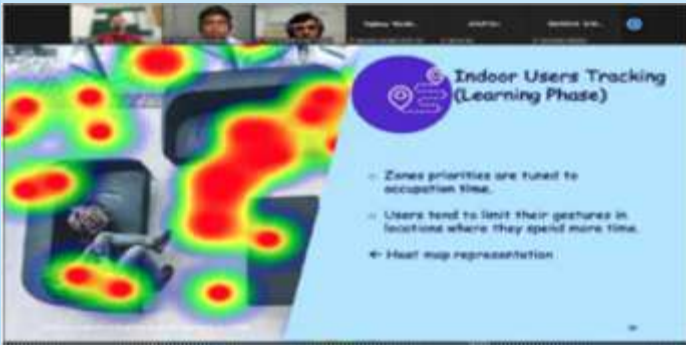 Indoor Users Tracking
(Learning Phase)
Zones priorities are tuned to
occupation time.
Users tend to limit their gestures in
locations where they spend more time.
← Heat map representation